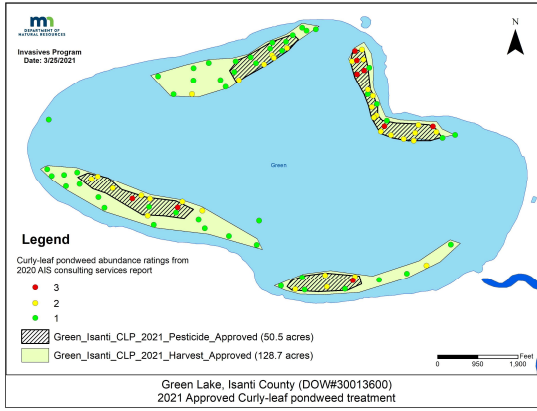 mn
DEPARTMENT OF
NATURAL RESOURCES
Invasives Program
Date: 3/25/2021
N
Green
Legend
Curly-leaf pondweed abundance ratings from
2020 AIS consulting services report
3
2
1
Green_Isanti_CLP_2021_Pesticide_Approved (50.5 acres)
Green_Isanti_CLP_2021_Harvest_Approved (128.7 acres)
Feet
0 950 1,900
Green Lake, Isanti County (DOW#30013600)
2021 Approved Curly-leaf pondweed treatment